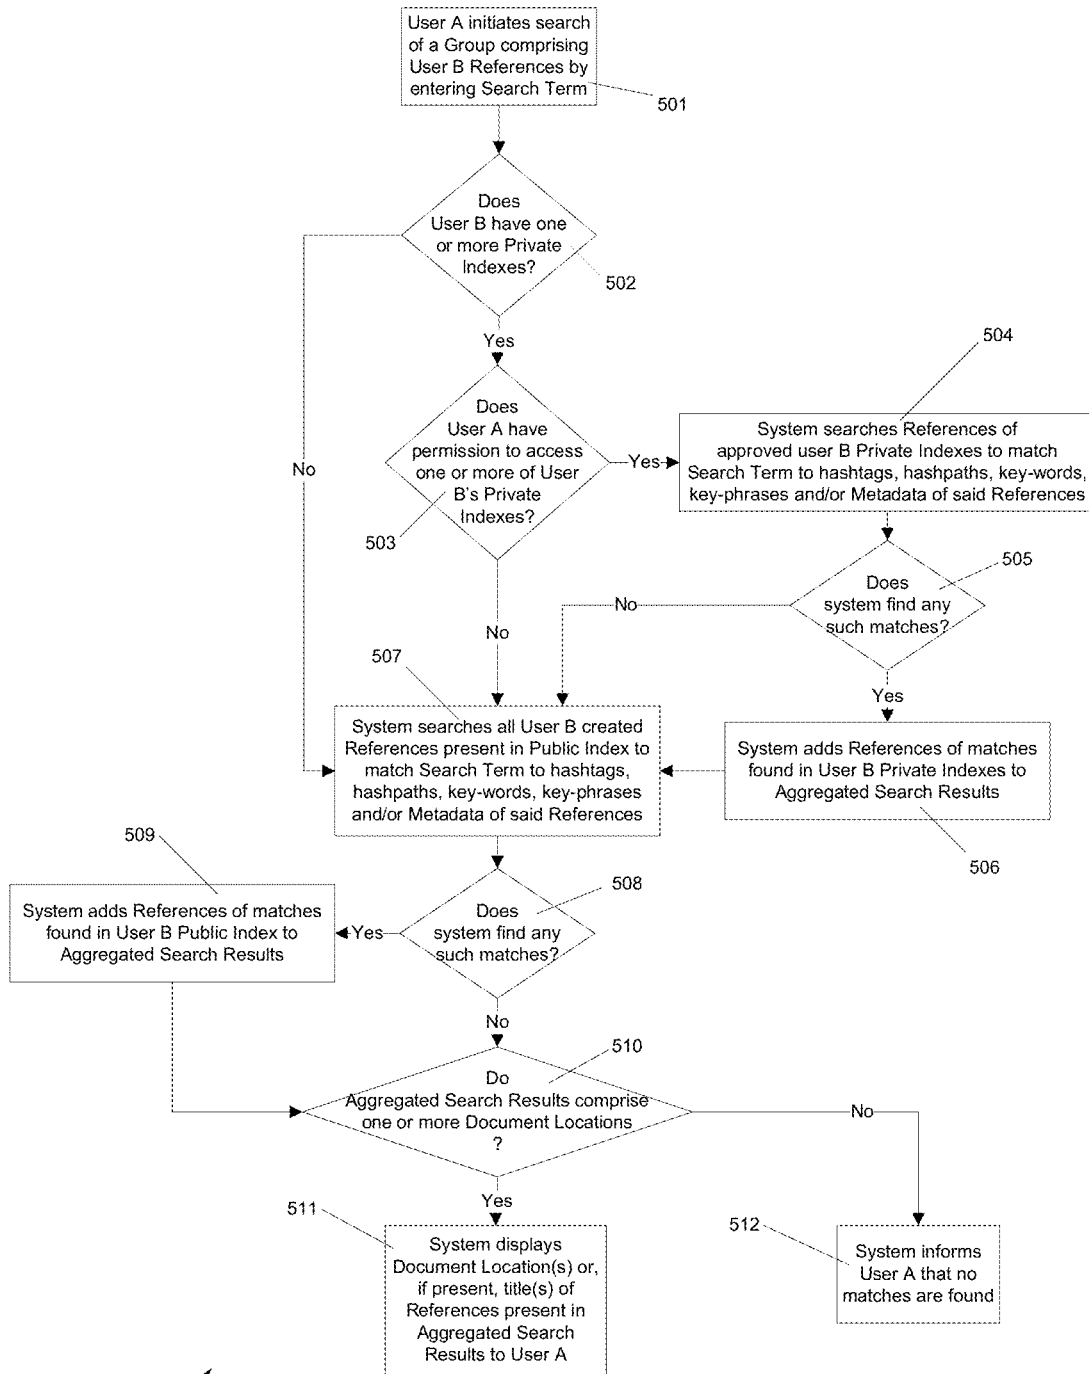 User A initiates search
of a Group comprising
User B References by
entering Search Term
501
Does
User B have one
or more Private
Indexes?
502
Yes
No
Does
User A have
permission to access
one or more of User
B's Private
Indexes?
503
Yes
No
504
System searches References of
approved user B Private Indexes to match
Search Term to hashtags, hashpaths, key-words,
key-phrases and/or Metadata of said References
505
Does
system find any
such matches?
No
Yes
507
System searches all User B created
References present in Public Index to
match Search Term to hashtags,
hashpaths, key-words, key-phrases
and/or Metadata of said References
System adds References of matches
found in User B Private Indexes to
Aggregated Search Results
506
509
System adds References of matches
found in User B Public Index to
Aggregated Search Results
508
Does
system find any
such matches?
Yes
No
510
Do
Aggregated Search Results comprise
one or more Document Locations
?
No
Yes
511
System displays
Document Location(s) or,
if present, title(s) of
References present in
Aggregated Search
Results to User A
512
System informs
User A that no
matches are found